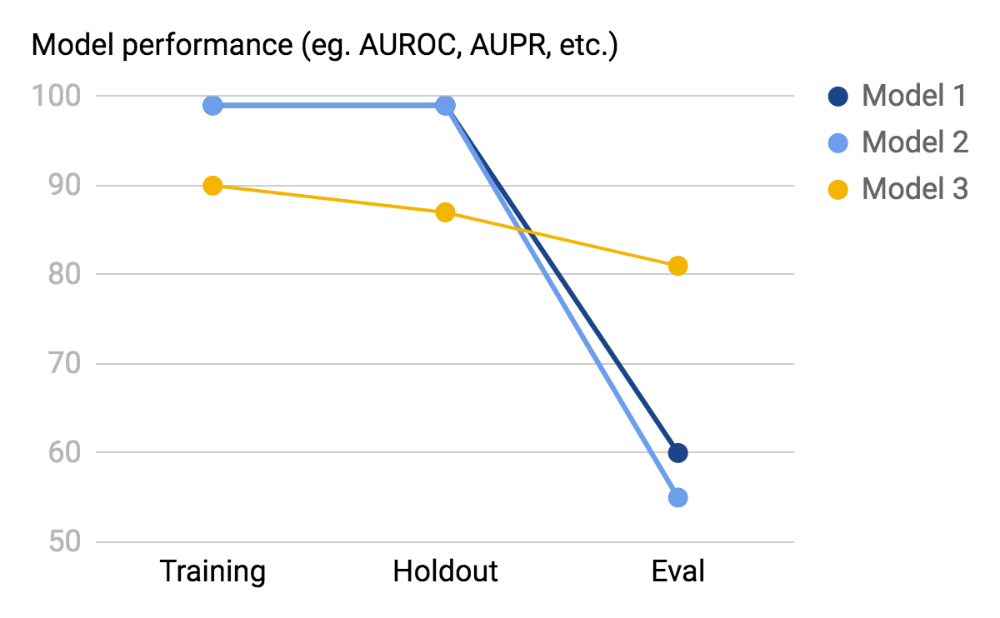 Model performance (eg. AUROC, AUPR, etc.)
100
90
80
70
60
50
Training Holdout Eval
Model 1
Model 2
Model 3